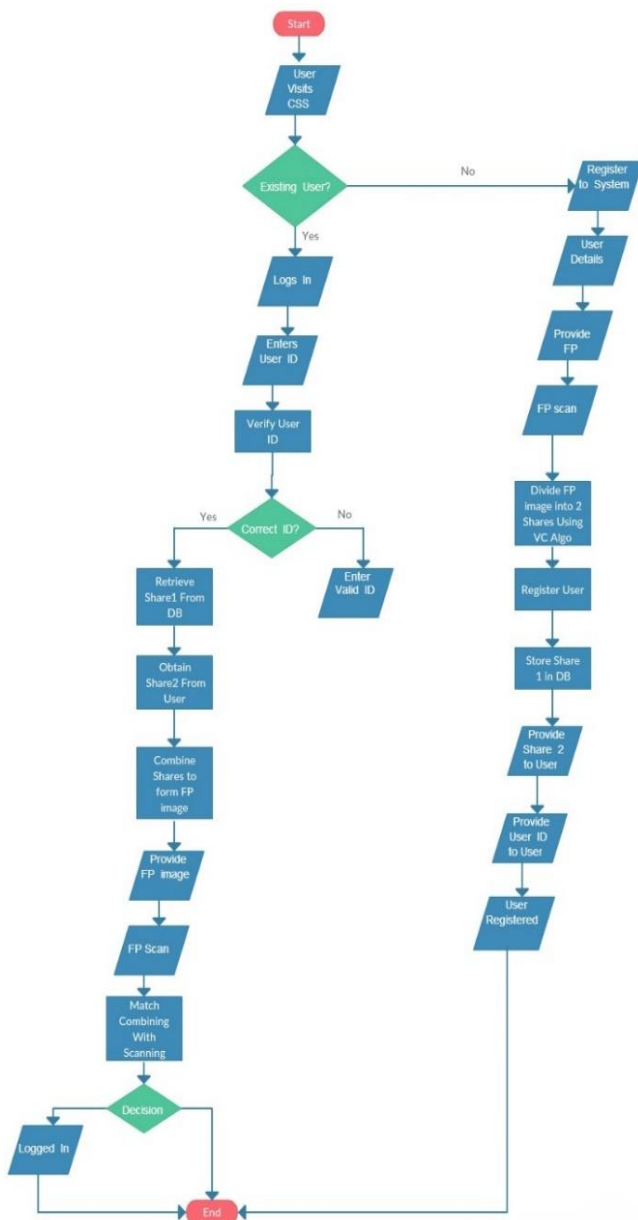 Start
User
Visits
CSS
Existing User?
No
Register
to System
Yes
User
Details
Logs In
Provide
FP
Enters
User ID
FP scan
Verify User
ID
Divide FP
image into 2
Shares Using
VC Algo
Yes
Correct ID?
No
Retrieve
Share1 From
DB
Enter
Valid ID
Register User
Obtain
Share2 From
User
Store Share
1 in DB
Provide
Share 2
to User
Combine
Shares to
form FP
image
Provide
User ID
to User
Provide
FP image
User
Registered
FP Scan
Match
Combining
With
Scanning
Decision
Logged In
End